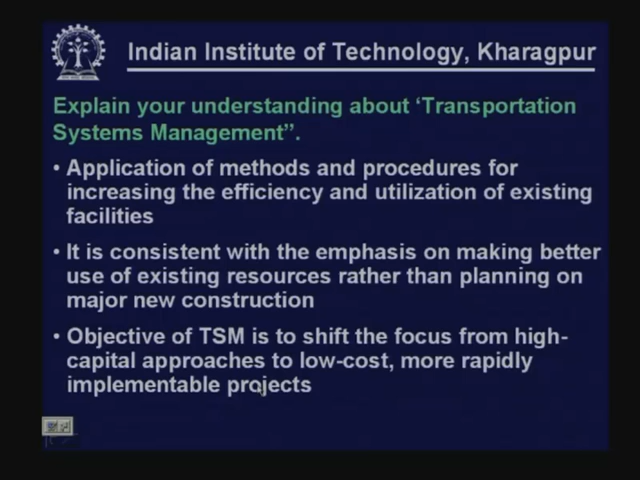 Indian Institute of Technology, Kharagpur
Explain your understanding about ‘Transportation
Systems Management”.
• Application of methods and procedures for
increasing the efficiency and utilization of existing
facilities
• It is consistent with the emphasis on making better
use of existing resources rather than planning on
major new construction
• Objective of TSM is to shift the focus from high-
capital approaches to low-cost, more rapidly
implementable projects